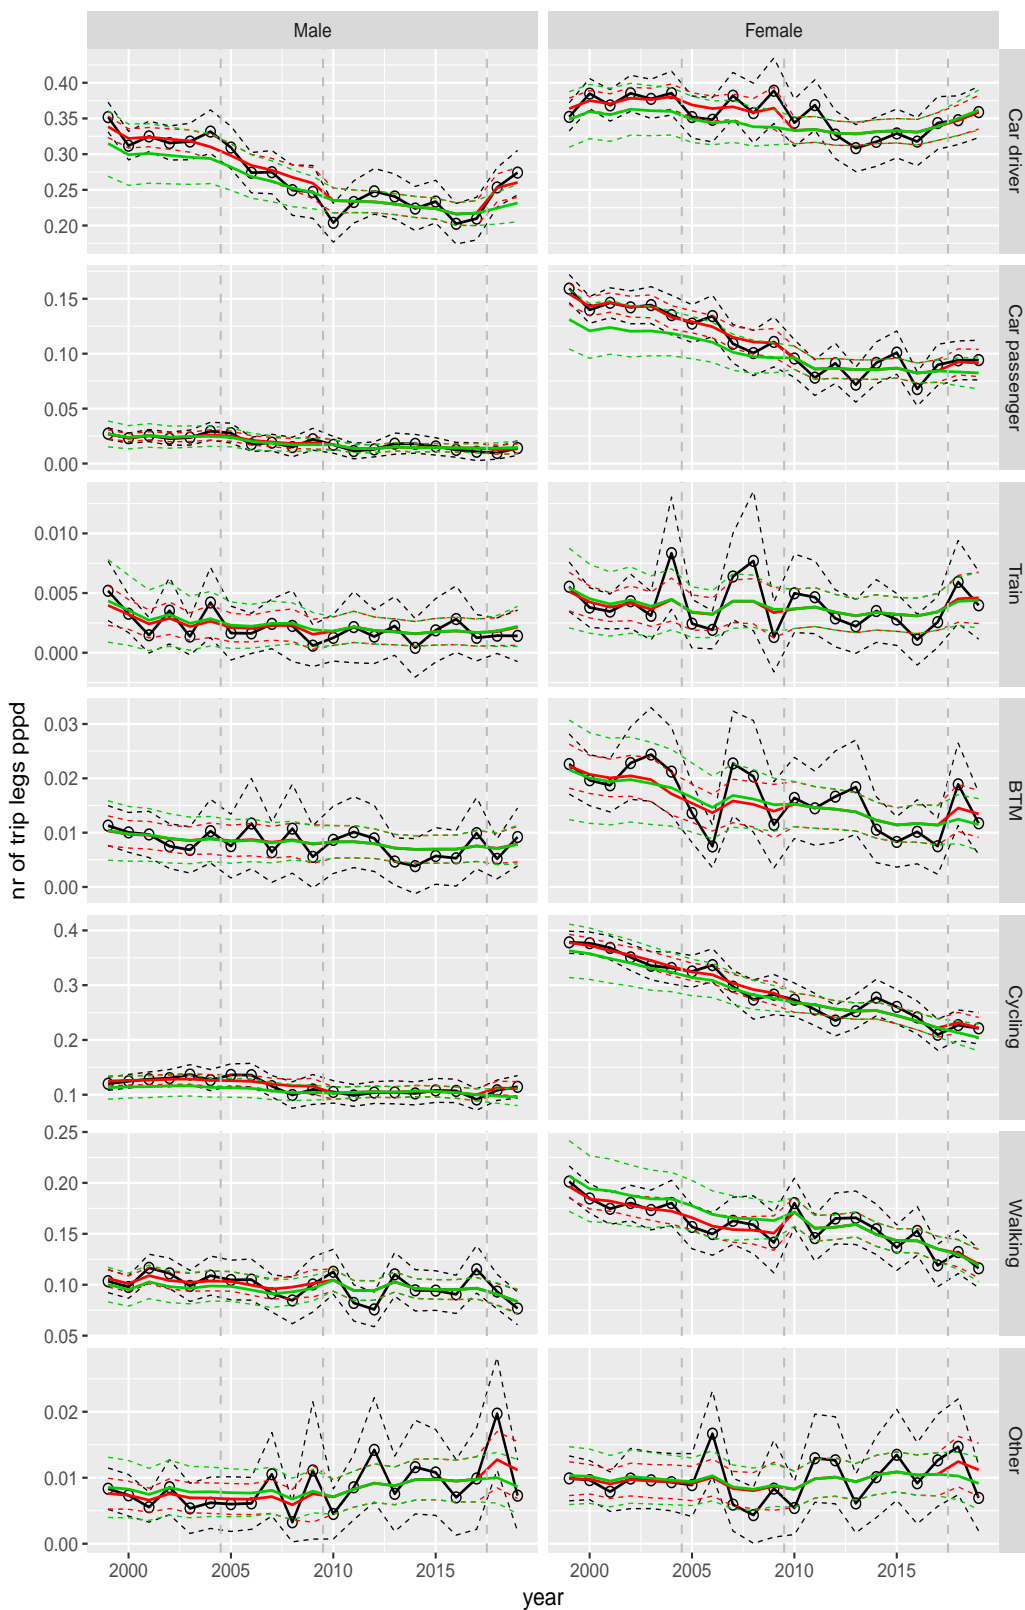 Male Female
0.40
0.35
0.30
0.25
0.20
Car driver
0.15
0.10
0.05
0.00
Car passenger
0.010
0.005
0.000
Train
0.03
0.02
0.01
0.00
BTM
0.4
0.3
0.2
0.1
Cycling
0.25
0.20
0.15
0.10
0.05
Walking
0.02
0.01
0.00
Other
nr of trip legs pppd
2000 2005 2010 2015 2000 2005 2010 2015
year